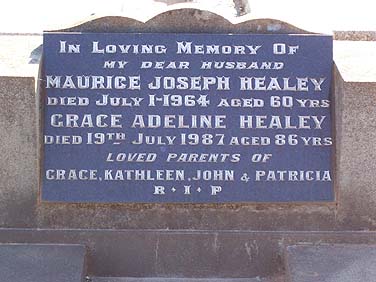 In Loving Memory Of
MY DEAR HUSBAND
MAURICE JOSEPH HEALEY
DIED JULY 1-1964 AGED 60 YRS
GRACE ADELINE HEALEY
DIED 19TH JULY 1987 AGED 86 YRS
LOVED PARENTS OF
GRACE, KATHLEEN, JOHN & PATRICIA
R · I · P